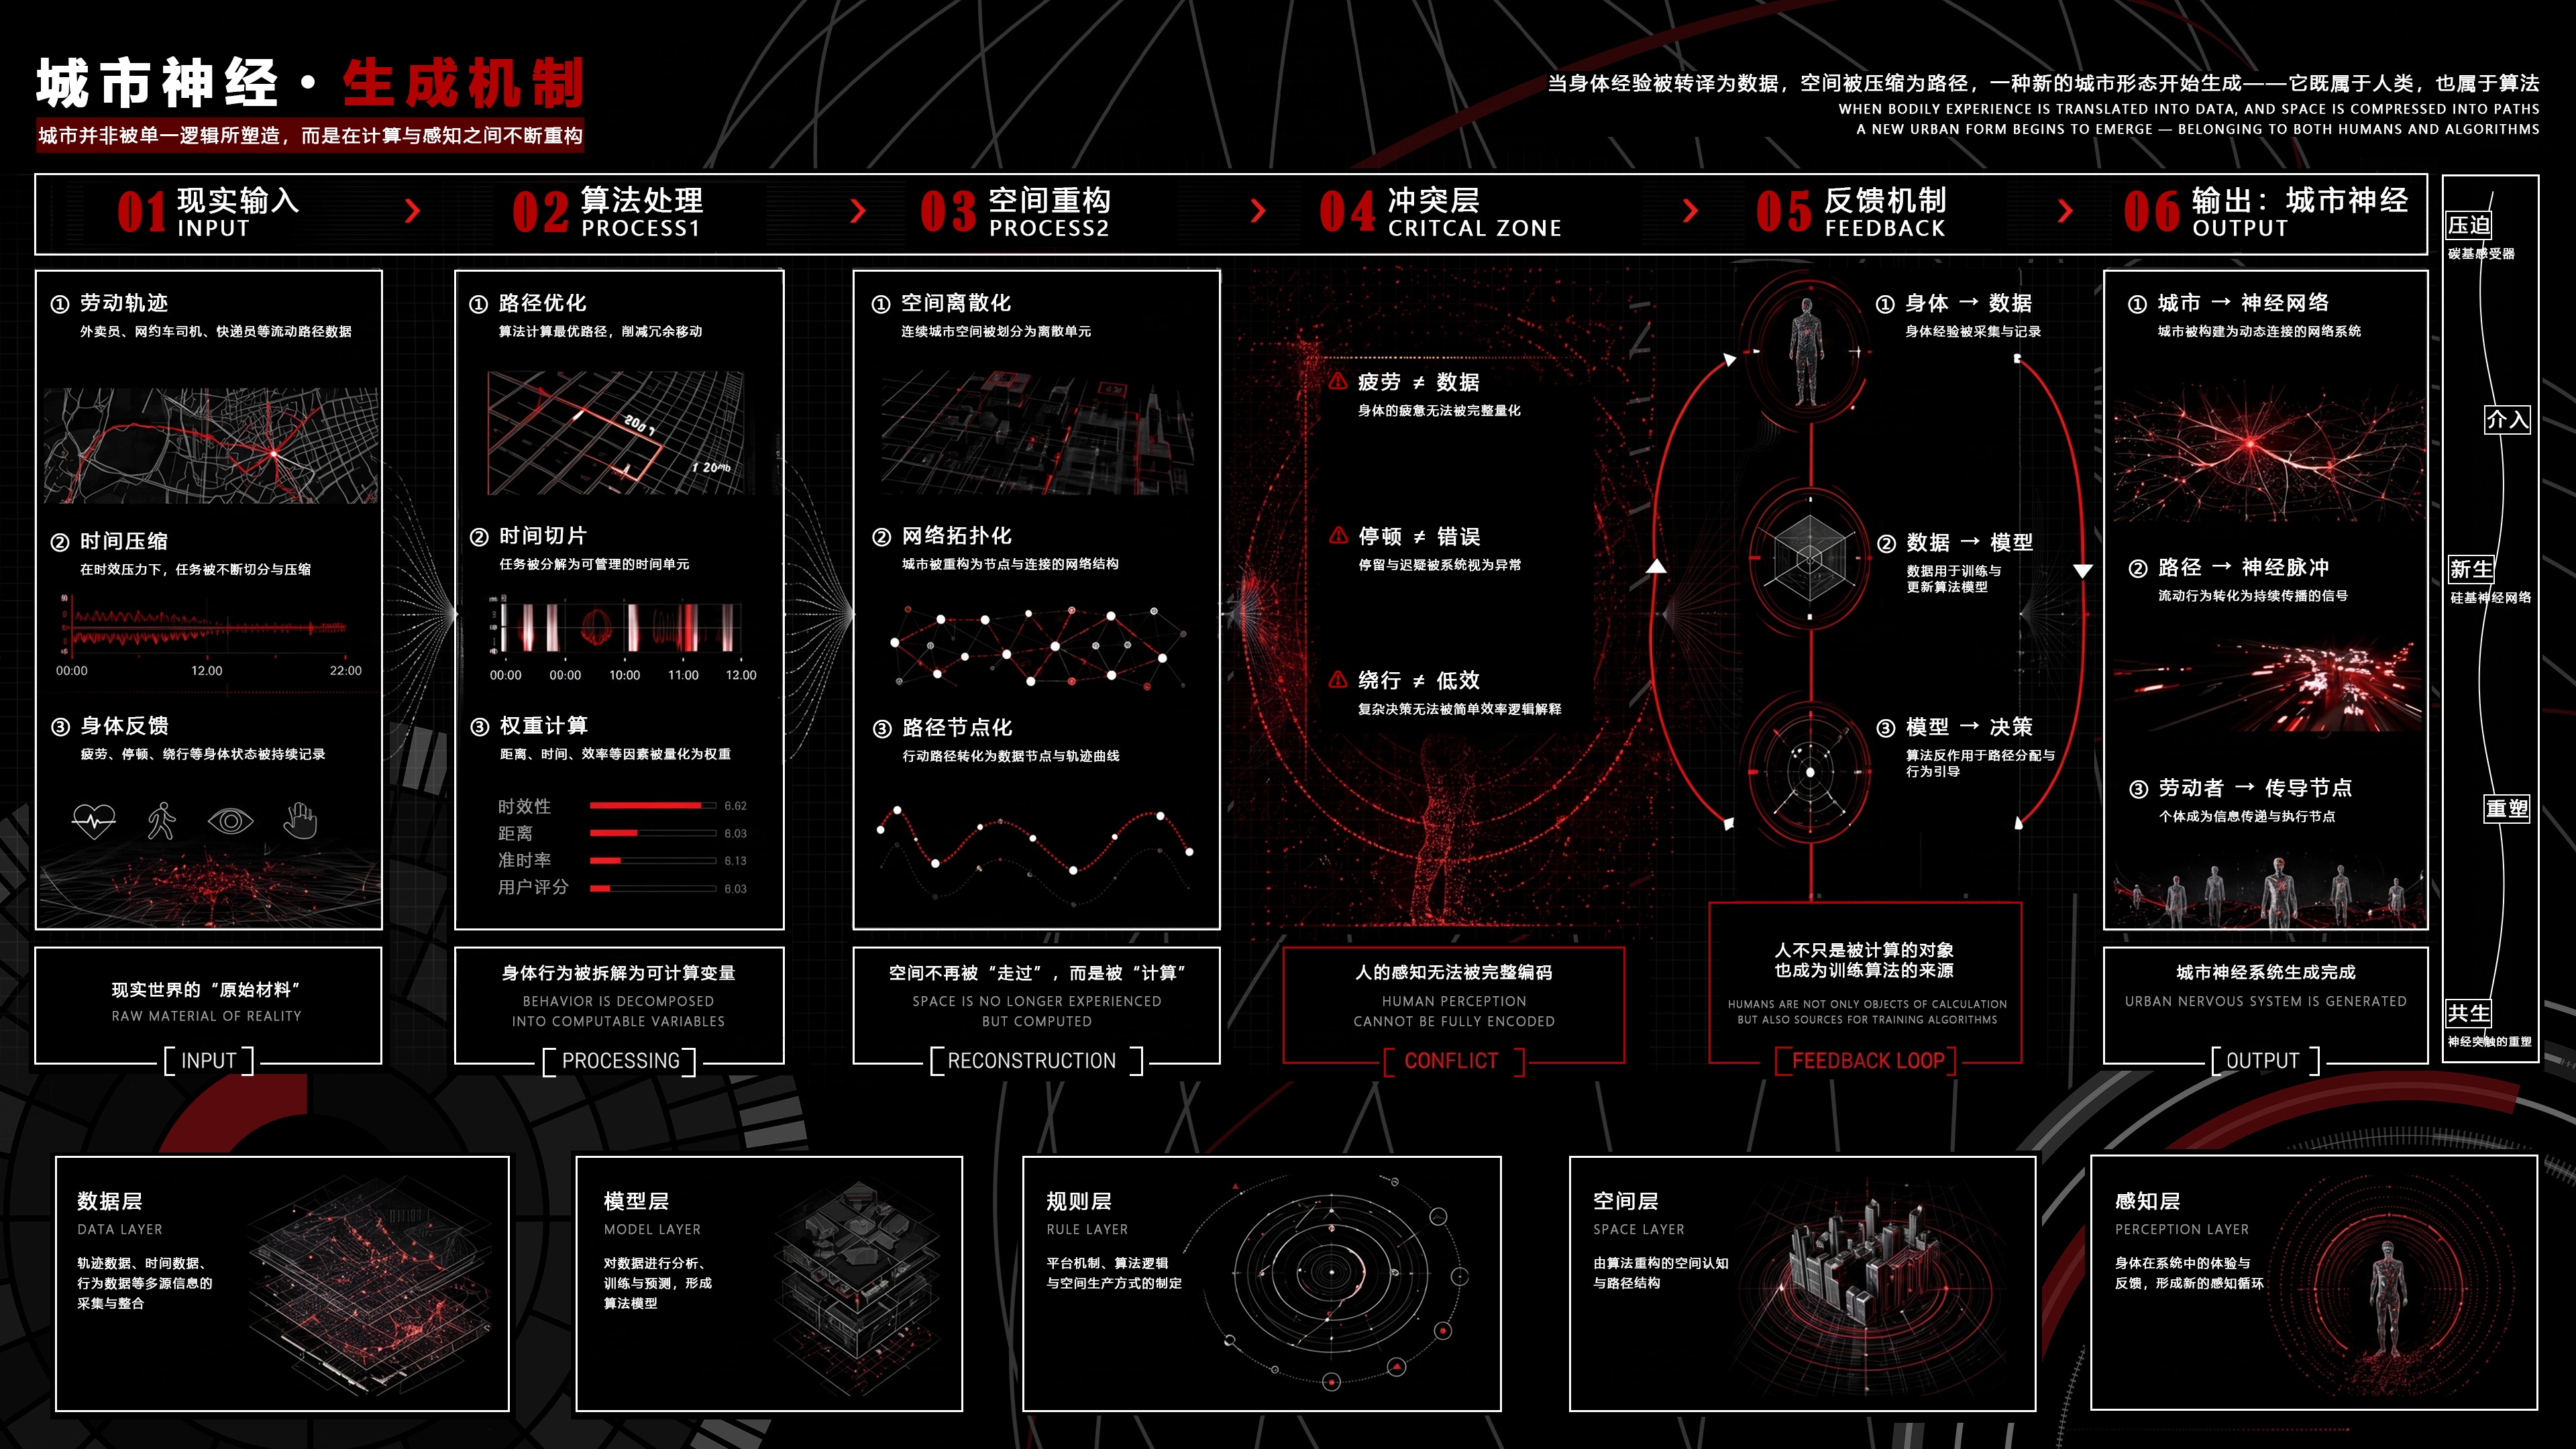 城市神经·生成机制
城市并非被单一逻辑所塑造，而是在计算与感知之间不断重构
当身体经验被转译为数据，空间被压缩为路径，一种新的城市形态开始生成——它既属于人类，也属于算法
WHEN BODILY EXPERIENCE IS TRANSLATED INTO DATA, AND SPACE IS COMPRESSED INTO PATHS
A NEW URBAN FORM BEGINS TO EMERGE — BELONGING TO BOTH HUMANS AND ALGORITHMS
01 现实输入
INPUT
02 算法处理
PROCESS1
03 空间重构
PROCESS2
04 冲突层
CRITCAL ZONE
05 反馈机制
FEEDBACK
06 输出：城市神经
OUTPUT
① 劳动轨迹
外卖员、网约车司机、快递员等流动路径数据
② 时间压缩
在时效压力下，任务被不断切分与压缩
00:00 12.00 22:00
③ 身体反馈
疲劳、停顿、绕行等身体状态被持续记录
现实世界的“原始材料”
RAW MATERIAL OF REALITY
INPUT
① 路径优化
算法计算最优路径，削减冗余移动
② 时间切片
任务被分解为可管理的时间单元
00:00 00:00 10:00 11:00 12.00
③ 权重计算
距离、时间、效率等因素被量化为权重
时效性 6.62
距离 6.03
准时率 6.13
用户评分 6.03
身体行为被拆解为可计算变量
BEHAVIOR IS DECOMPOSED
INTO COMPUTABLE VARIABLES
PROCESSING
① 空间离散化
连续城市空间被划分为离散单元
② 网络拓扑化
城市被重构为节点与连接的网络结构
③ 路径节点化
行动路径转化为数据节点与轨迹曲线
空间不再被“走过”，而是被“计算”
SPACE IS NO LONGER EXPERIENCED
BUT COMPUTED
RECONSTRUCTION
疲劳 ≠ 数据
身体的疲惫无法被完整量化
停顿 ≠ 错误
停留与迟疑被系统视为异常
绕行 ≠ 低效
复杂决策无法被简单效率逻辑解释
人的感知无法被完整编码
HUMAN PERCEPTION
CANNOT BE FULLY ENCODED
CONFLICT
① 身体 → 数据
身体经验被采集与记录
② 数据 → 模型
数据用于训练与
更新算法模型
③ 模型 → 决策
算法反作用于路径分配与
行为引导
人不只是被计算的对象
也成为训练算法的来源
HUMANS ARE NOT ONLY OBJECTS OF CALCULATION
BUT ALSO SOURCES FOR TRAINING ALGORITHMS
FEEDBACK LOOP
① 城市 → 神经网络
城市被构建为动态连接的网络系统
② 路径 → 神经脉冲
流动行为转化为持续传播的信号
③ 劳动者 → 传导节点
个体成为信息传递与执行节点
城市神经系统生成完成
URBAN NERVOUS SYSTEM IS GENERATED
OUTPUT
压迫
碳基感受器
介入
新生
硅基神经网络
重塑
共生
神经突触的重塑
数据层
DATA LAYER
轨迹数据、时间数据、
行为数据等多源信息的
采集与整合
模型层
MODEL LAYER
对数据进行分析、
训练与预测，形成
算法模型
规则层
RULE LAYER
平台机制、算法逻辑
与空间生产方式的制定
空间层
SPACE LAYER
由算法重构的空间认知
与路径结构
感知层
PERCEPTION LAYER
身体在系统中的体验与
反馈，形成新的感知循环